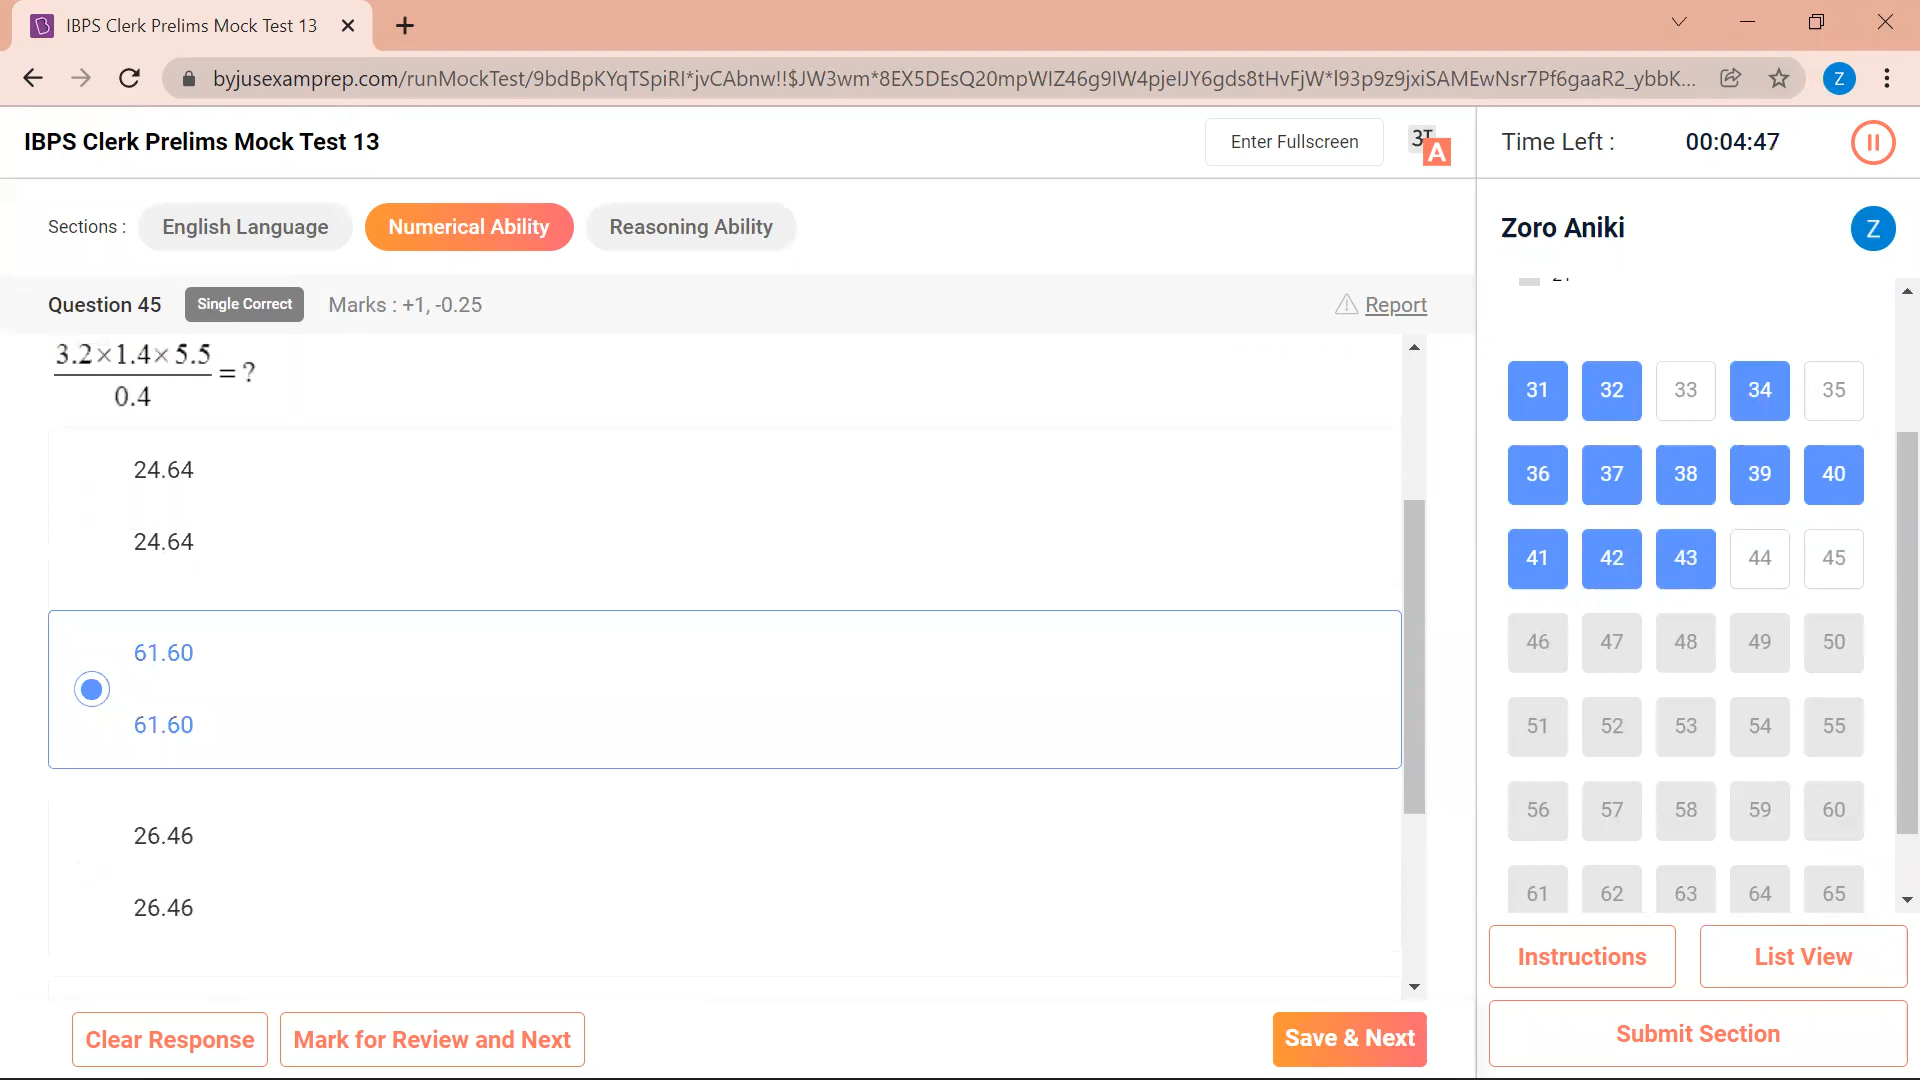 IBPS Clerk Prelims Mock Test 13
byjusexamprep.com/runMockTest/9bdBpKYqTSpiRI*jvCAbnw!!$JW3wm*8EX5DEsQ20mpWIZ46g9IW4pjeIJY6gds8tHvFjW*l93p9z9jxiSAMEwNsr7Pf6gaaR2_ybbK...
Z
IBPS Clerk Prelims Mock Test 13
Enter Fullscreen
A
Time Left :
00:04:47
Sections :
English Language
Numerical Ability
Reasoning Ability
Zoro Aniki
Z
Question 45
Single Correct
Marks : +1, -0.25
Report
3.2×1.4×5.5
= ?
0.4
24.64
24.64
61.60
61.60
26.46
26.46
31 32 33 34 35
36 37 38 39 40
41 42 43 44 45
46 47 48 49 50
51 52 53 54 55
56 57 58 59 60
61 62 63 64 65
Instructions
List View
Clear Response
Mark for Review and Next
Save & Next
Submit Section